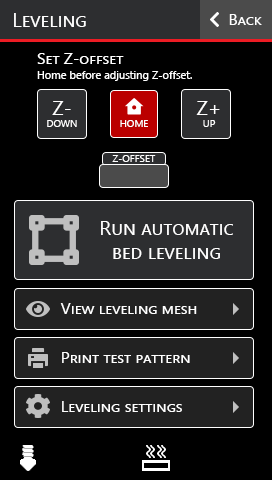 Leveling
Back
Set Z-offset
Home before adjusting Z-offset.
Z-
DOWN
HOME
Z+
UP
Z-OFFSET
Run automatic
bed leveling
View leveling mesh
Print test pattern
Leveling settings